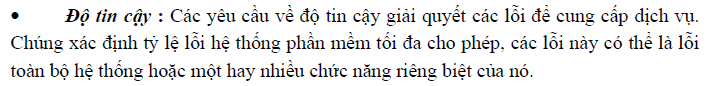 • Độ tin cậy : Các yêu cầu về độ tin cậy giải quyết các lỗi để cung cấp dịch vụ.
Chúng xác định tỷ lệ lỗi hệ thống phần mềm tối đa cho phép, các lỗi này có thể là lỗi
toàn bộ hệ thống hoặc một hay nhiều chức năng riêng biệt của nó.